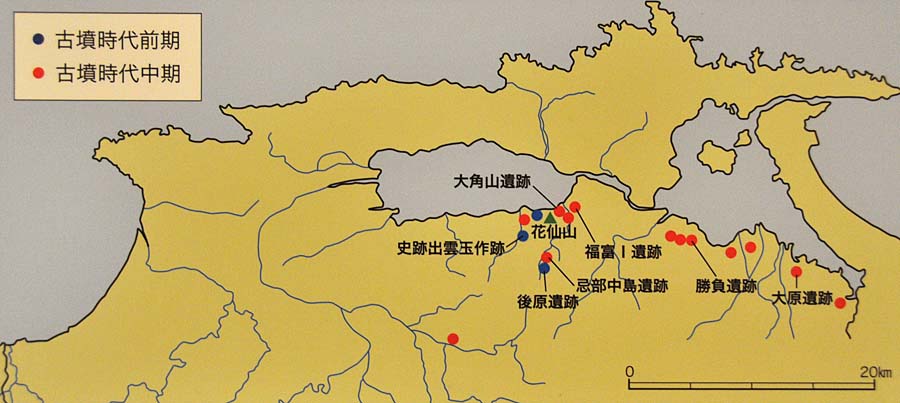 古墳時代前期
古墳時代中期
大角山遺跡
花仙山
史跡出雲玉作跡
福富Ⅰ遺跡
忌部中島遺跡
勝負遺跡
後原遺跡
大原遺跡
0
20km